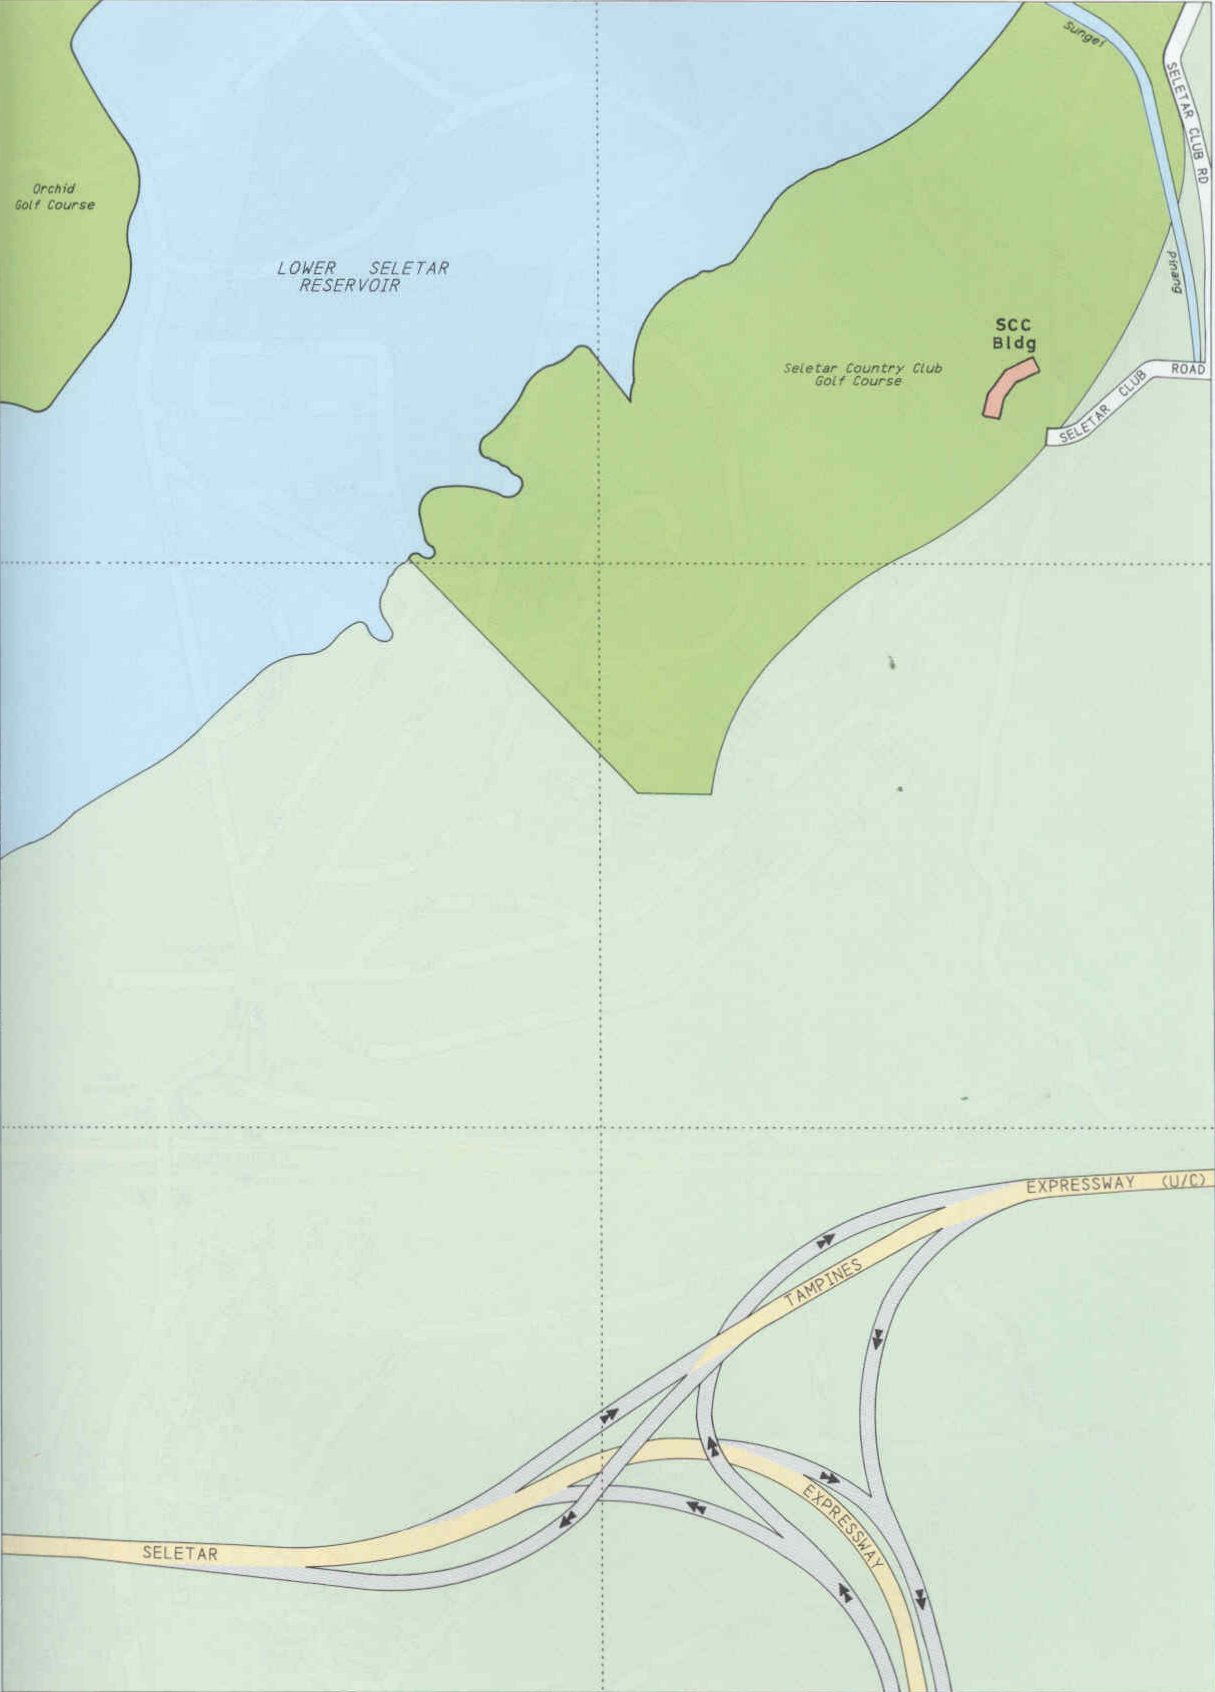 Sungei
SELETAR CLUB RD
Orchid
Golf Course
LOWER SELETAR
RESERVOIR
Pinang
SCC
Bldg
Seletar Country Club
Golf Course
SELETAR CLUB ROAD
EXPRESSWAY (U/C)
TAMPINES
EXPRESSWAY
SELETAR